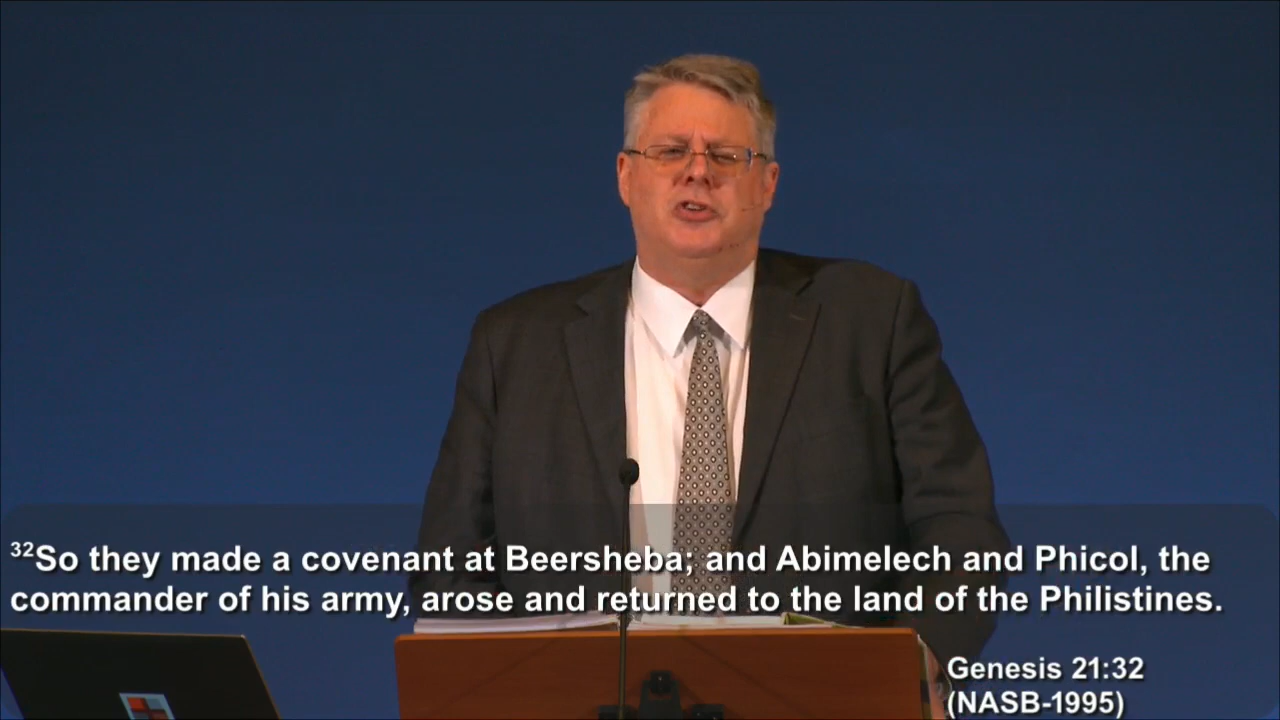 ³²So they made a covenant at Beersheba; and Abimelech and Phicol, the
commander of his army, arose and returned to the land of the Philistines.
Genesis 21:32
(NASB-1995)